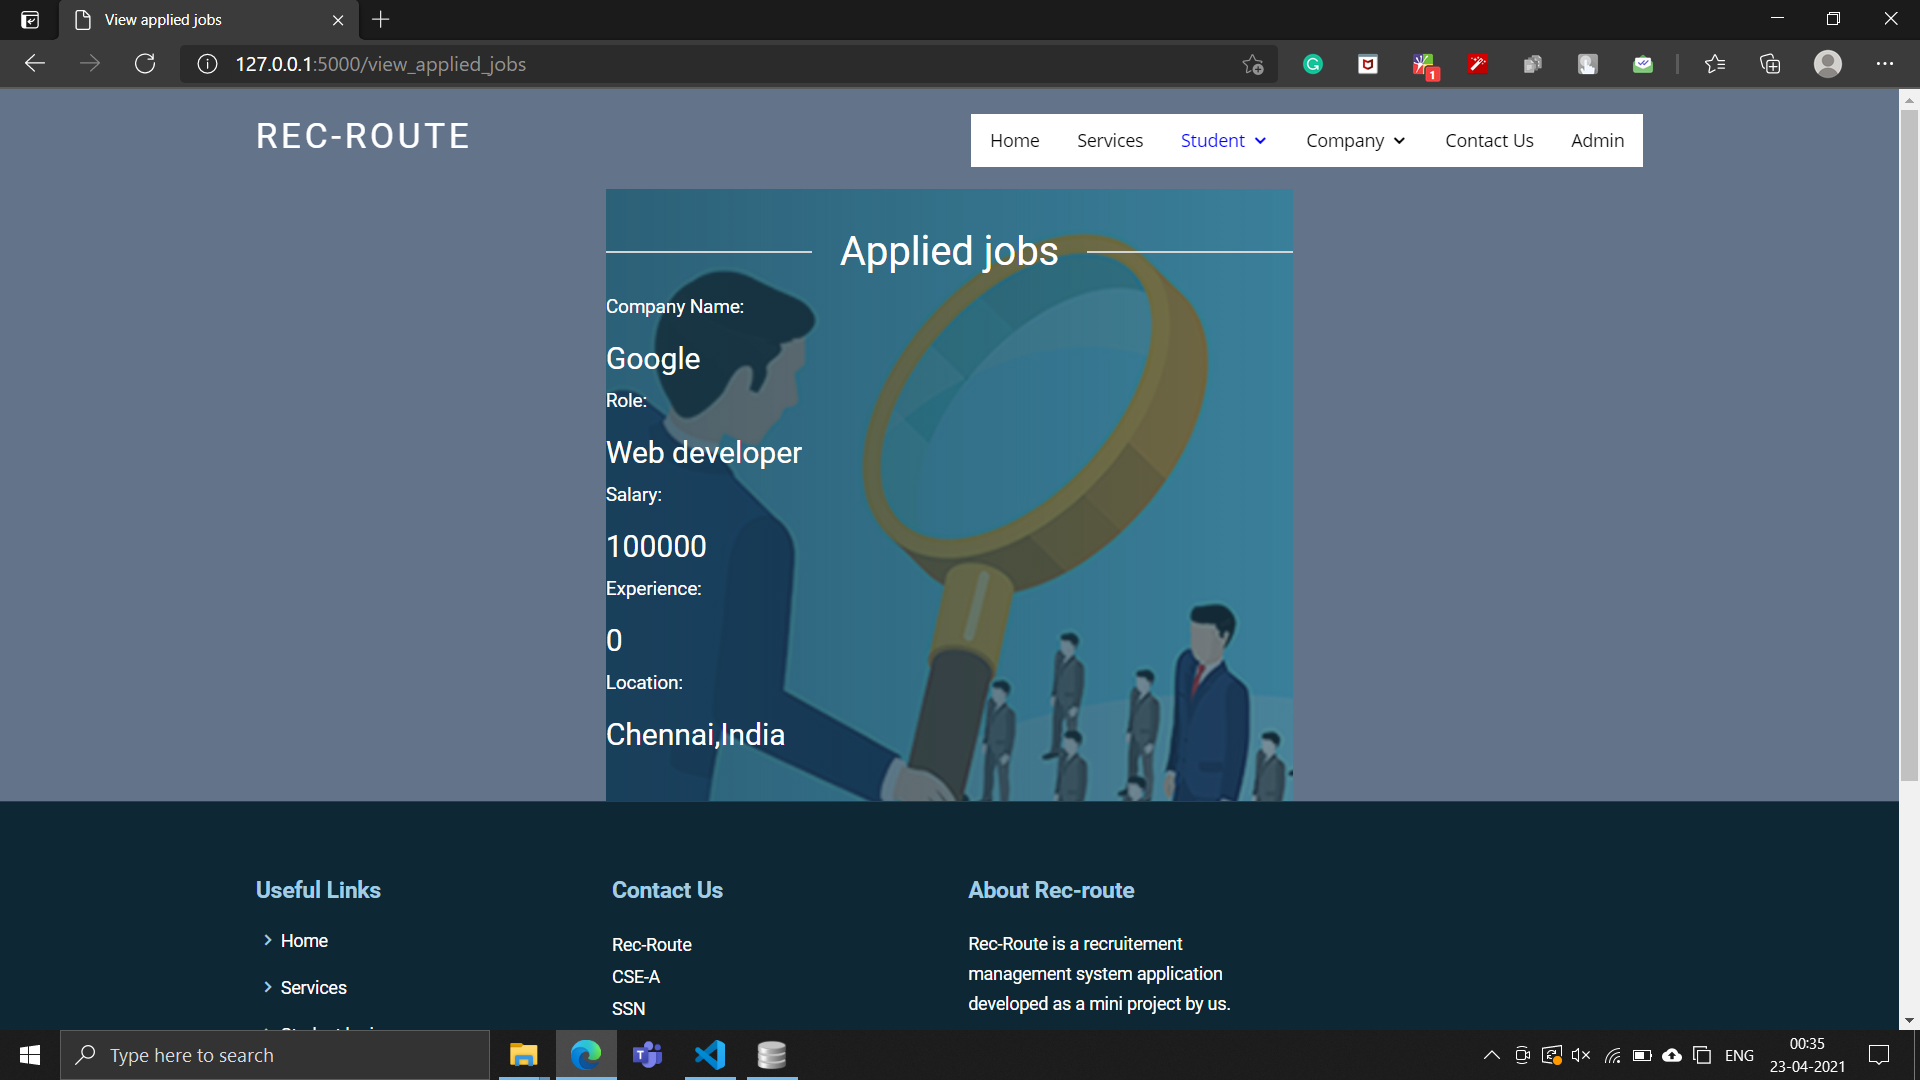 View applied jobs
127.0.0.1:5000/view_applied_jobs
1
REC-ROUTE
Home Services Student Company Contact Us Admin
Applied jobs
Company Name:
Google
Role:
Web developer
Salary:
100000
Experience:
0
Location:
Chennai,India
Useful Links Contact Us About Rec-route
Home
Services
Rec-Route
CSE-A
SSN
Rec-Route is a recruitement
management system application
developed as a mini project by us.
Type here to search
ENG
00:35
23-04-2021